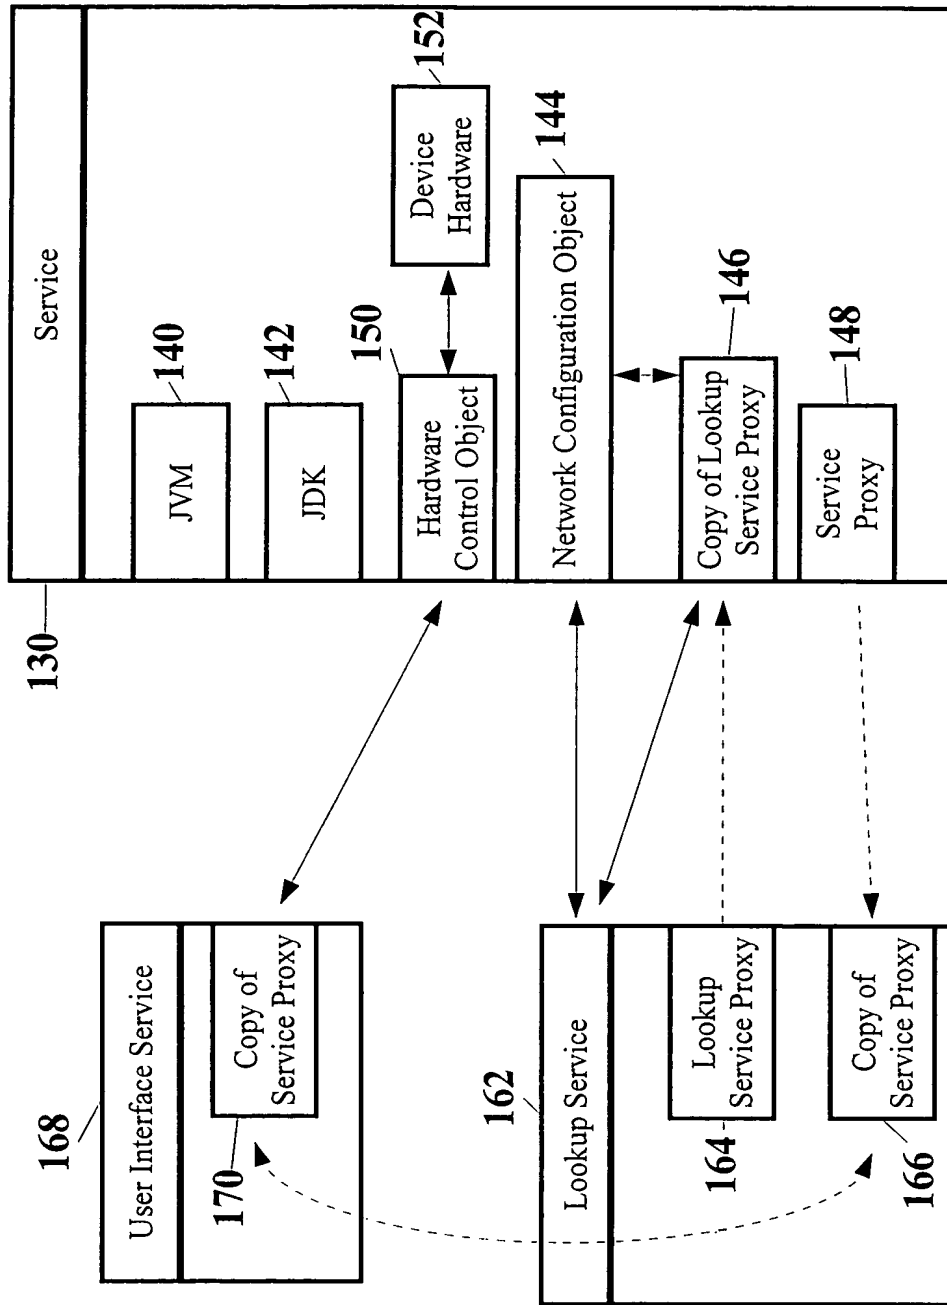 130
Service
JVM
140
JDK
142
Hardware
Control Object
150
Device
Hardware
152
Network Configuration Object
144
Copy of Lookup
Service Proxy
146
Service
Proxy
148
168
User Interface Service
170
Copy of
Service Proxy
162
Lookup Service
164
Lookup
Service Proxy
166
Copy of
Service Proxy